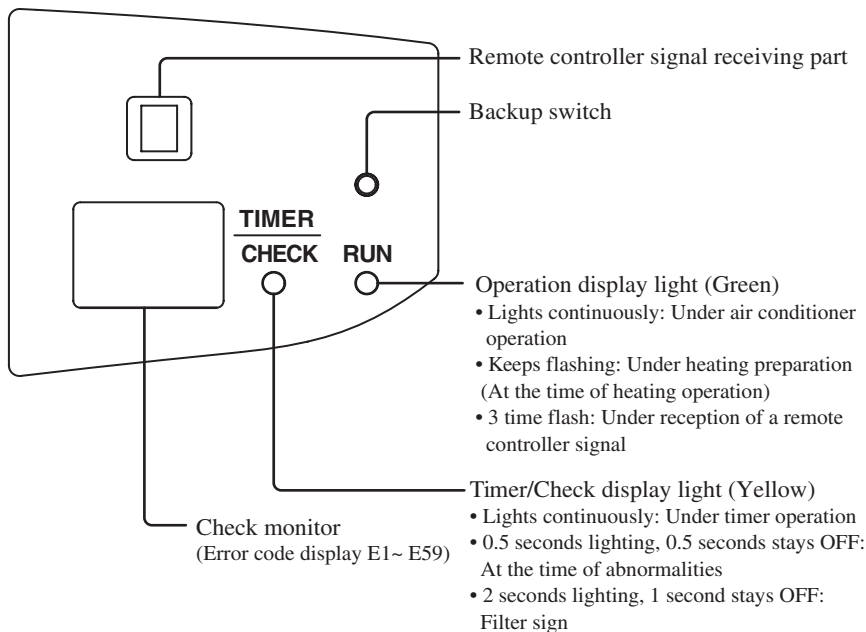 Remote controller signal receiving part
Backup switch
TIMER
CHECK RUN
Operation display light (Green)
• Lights continuously: Under air conditioner
operation
• Keeps flashing: Under heating preparation
(At the time of heating operation)
• 3 time flash: Under reception of a remote
controller signal
Timer/Check display light (Yellow)
• Lights continuously: Under timer operation
• 0.5 seconds lighting, 0.5 seconds stays OFF:
At the time of abnormalities
• 2 seconds lighting, 1 second stays OFF:
Filter sign
Check monitor
(Error code display E1~ E59)